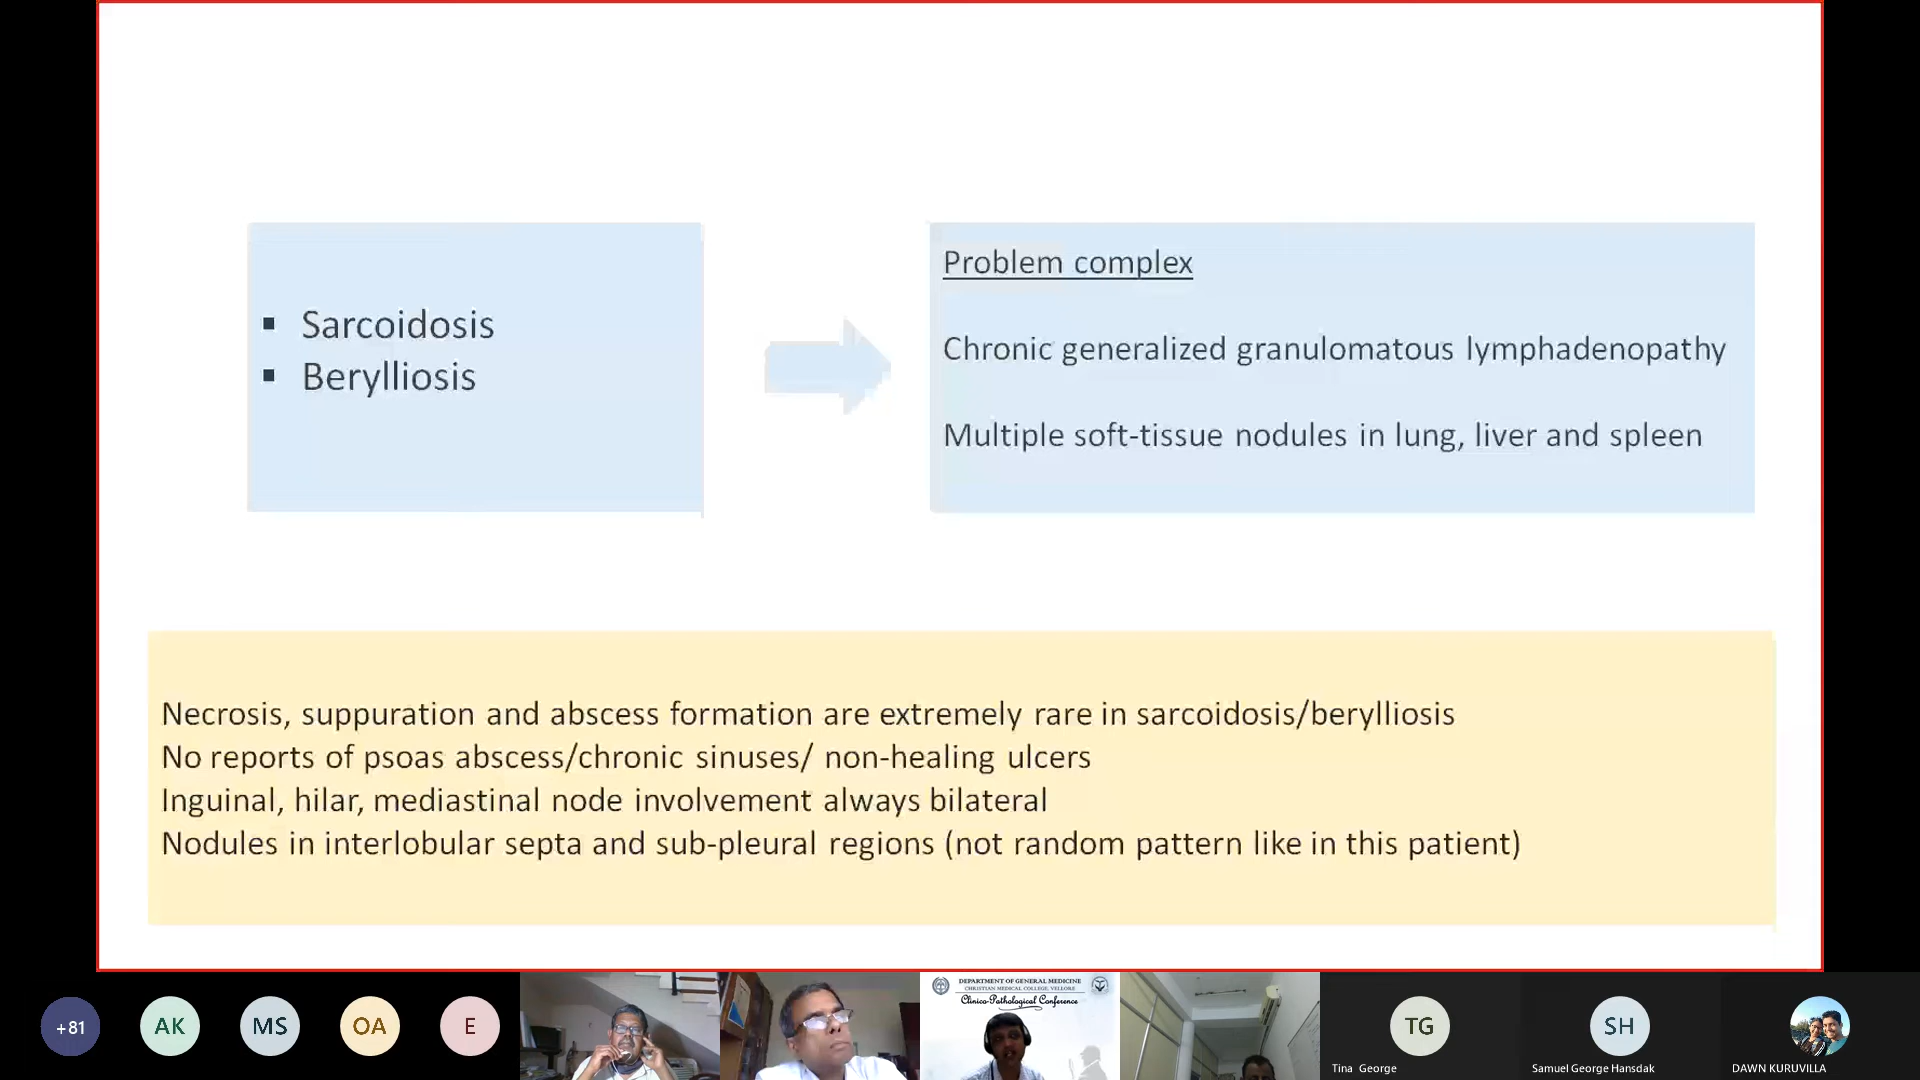 Sarcoidosis
Berylliosis
Problem complex
Chronic generalized granulomatous lymphadenopathy
Multiple soft-tissue nodules in lung, liver and spleen
Necrosis, suppuration and abscess formation are extremely rare in sarcoidosis/berylliosis
No reports of psoas abscess/chronic sinuses/ non-healing ulcers
Inguinal, hilar, mediastinal node involvement always bilateral
Nodules in interlobular septa and sub-pleural regions (not random pattern like in this patient)
+81
AK
MS
OA
E
DEPARTMENT OF GENERAL MEDICINE
CHRISTIAN MEDICAL COLLEGE, VELLORE
Clinico-Pathological Conference
TG
Tina George
SH
Samuel George Hansdak
DAWN KURUVILLA